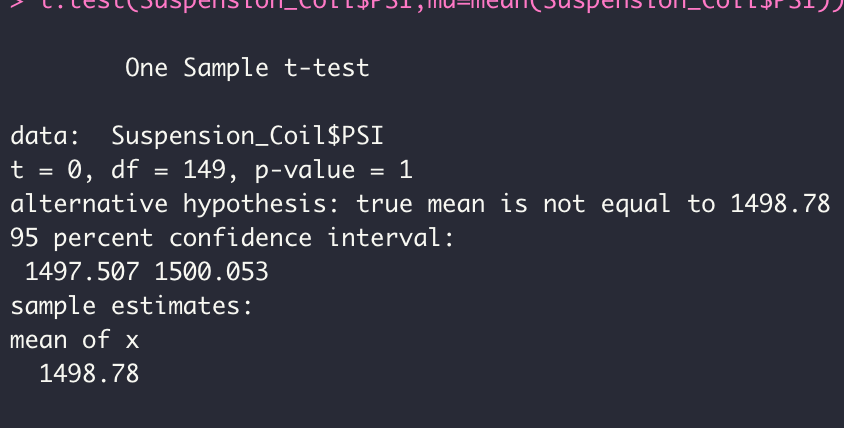 > t.test(Suspension_Coil$PSI,mu=mean(Suspension_Coil$PSI))
One Sample t-test
data:  Suspension_Coil$PSI
t = 0, df = 149, p-value = 1
alternative hypothesis: true mean is not equal to 1498.78
95 percent confidence interval:
1497.507 1500.053
sample estimates:
mean of x
1498.78